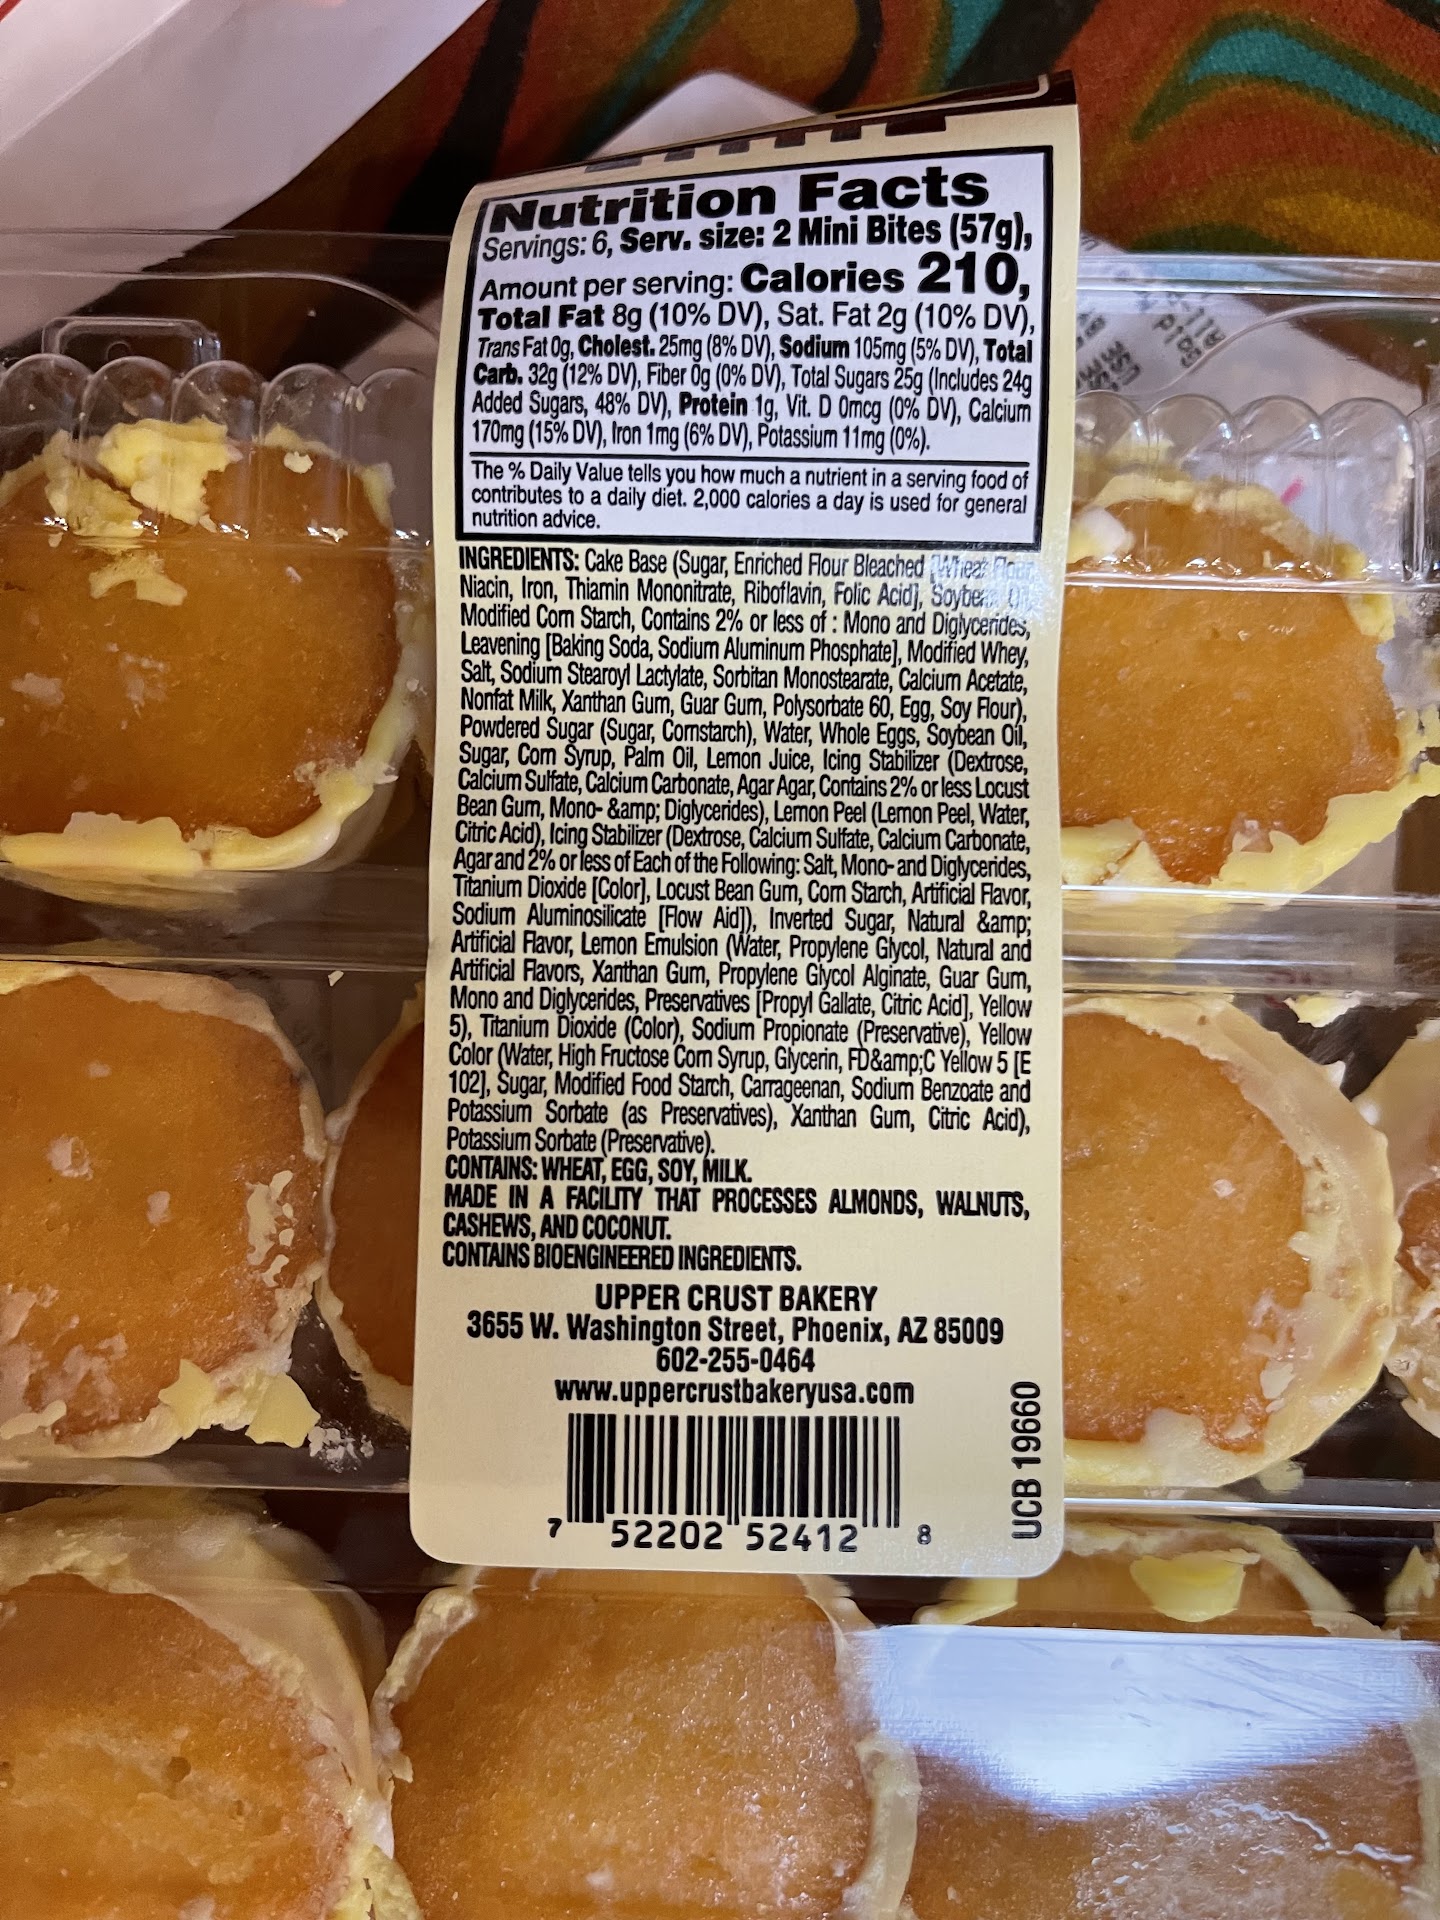 Nutrition Facts
Servings: 6, Serv. size: 2 Mini Bites (57g),
Amount per serving: Calories 210,
Total Fat 8g (10% DV), Sat. Fat 2g (10% DV),
Trans Fat 0g, Cholest. 25mg (8% DV), Sodium 105mg (5% DV), Total
Carb. 32g (12% DV), Fiber 0g (0% DV), Total Sugars 25g (Includes 24g
Added Sugars, 48% DV), Protein 1g, Vit. D 0mcg (0% DV), Calcium
170mg (15% DV), Iron 1mg (6% DV), Potassium 11mg (0%).
The % Daily Value tells you how much a nutrient in a serving food of
contributes to a daily diet. 2,000 calories a day is used for general
nutrition advice.
INGREDIENTS: Cake Base (Sugar, Enriched Flour Bleached [Wheat Flour
Niacin, Iron, Thiamin Mononitrate, Riboflavin, Folic Acid], Soybean Oil
Modified Corn Starch, Contains 2% or less of : Mono and Diglycerides,
Leavening [Baking Soda, Sodium Aluminum Phosphate], Modified Whey,
Salt, Sodium Stearoyl Lactylate, Sorbitan Monostearate, Calcium Acetate,
Nonfat Milk, Xanthan Gum, Guar Gum, Polysorbate 60, Egg, Soy Flour),
Powdered Sugar (Sugar, Cornstarch), Water, Whole Eggs, Soybean Oil,
Sugar, Corn Syrup, Palm Oil, Lemon Juice, Icing Stabilizer (Dextrose,
Calcium Sulfate, Calcium Carbonate, Agar Agar, Contains 2% or less Locust
Bean Gum, Mono- &amp; Diglycerides), Lemon Peel (Lemon Peel, Water,
Citric Acid), Icing Stabilizer (Dextrose, Calcium Sulfate, Calcium Carbonate,
Agar and 2% or less of Each of the Following: Salt, Mono- and Diglycerides,
Titanium Dioxide [Color], Locust Bean Gum, Corn Starch, Artificial Flavor,
Sodium Aluminosilicate [Flow Aid]), Inverted Sugar, Natural &amp;
Artificial Flavor, Lemon Emulsion (Water, Propylene Glycol, Natural and
Artificial Flavors, Xanthan Gum, Propylene Glycol Alginate, Guar Gum,
Mono and Diglycerides, Preservatives [Propyl Gallate, Citric Acid], Yellow
5), Titanium Dioxide (Color), Sodium Propionate (Preservative), Yellow
Color (Water, High Fructose Corn Syrup, Glycerin, FD&amp;C Yellow 5 [E
102], Sugar, Modified Food Starch, Carrageenan, Sodium Benzoate and
Potassium Sorbate (as Preservatives), Xanthan Gum, Citric Acid),
Potassium Sorbate (Preservative).
CONTAINS: WHEAT, EGG, SOY, MILK.
MADE IN A FACILITY THAT PROCESSES ALMONDS, WALNUTS,
CASHEWS, AND COCONUT.
CONTAINS BIOENGINEERED INGREDIENTS.
UPPER CRUST BAKERY
3655 W. Washington Street, Phoenix, AZ 85009
602-255-0464
www.uppercrustbakeryusa.com
7 52202 52412 8
UCB 19660